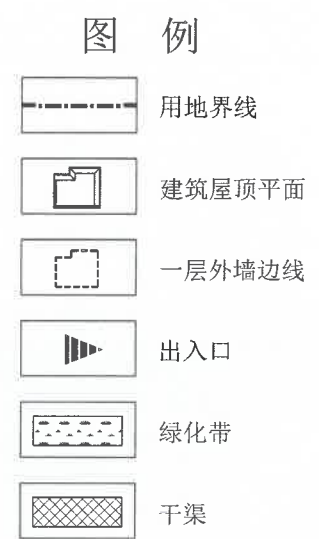 图 例
用地界线
建筑屋顶平面
一层外墙边线
出入口
绿化带
干渠